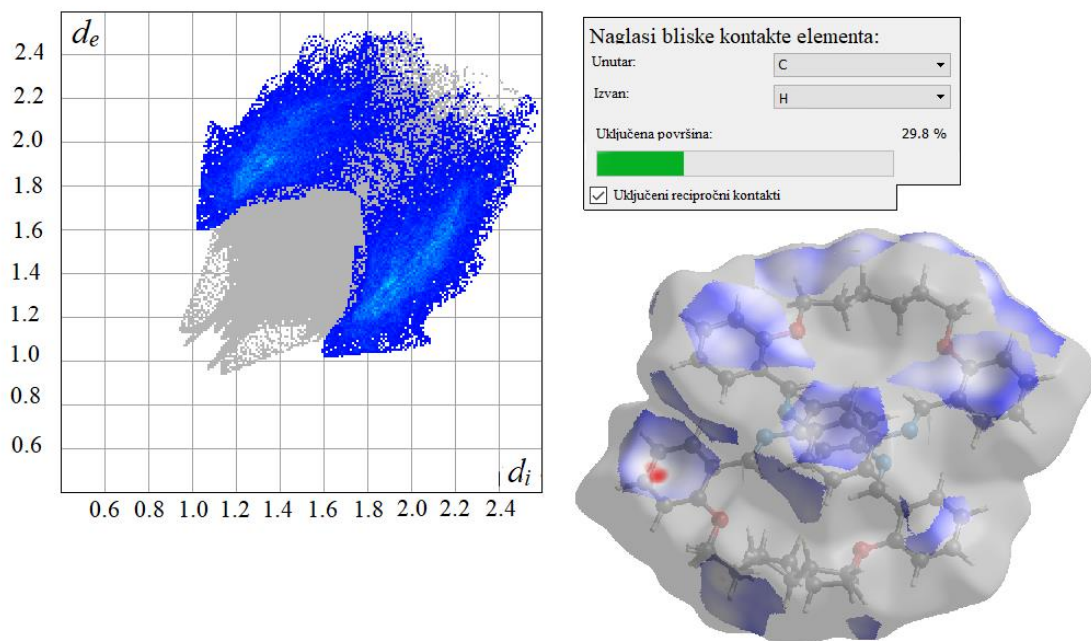 d_e
2.4
2.2
2.0
1.8
1.6
1.4
1.2
1.0
0.8
0.6
d_i
0.6 0.8 1.0 1.2 1.4 1.6 1.8 2.0 2.2 2.4
Naglasi bliske kontakte elementa:
Unutar: C
Izvan: H
Uključena površina: 29.8 %
Uključeni recipročni kontakti